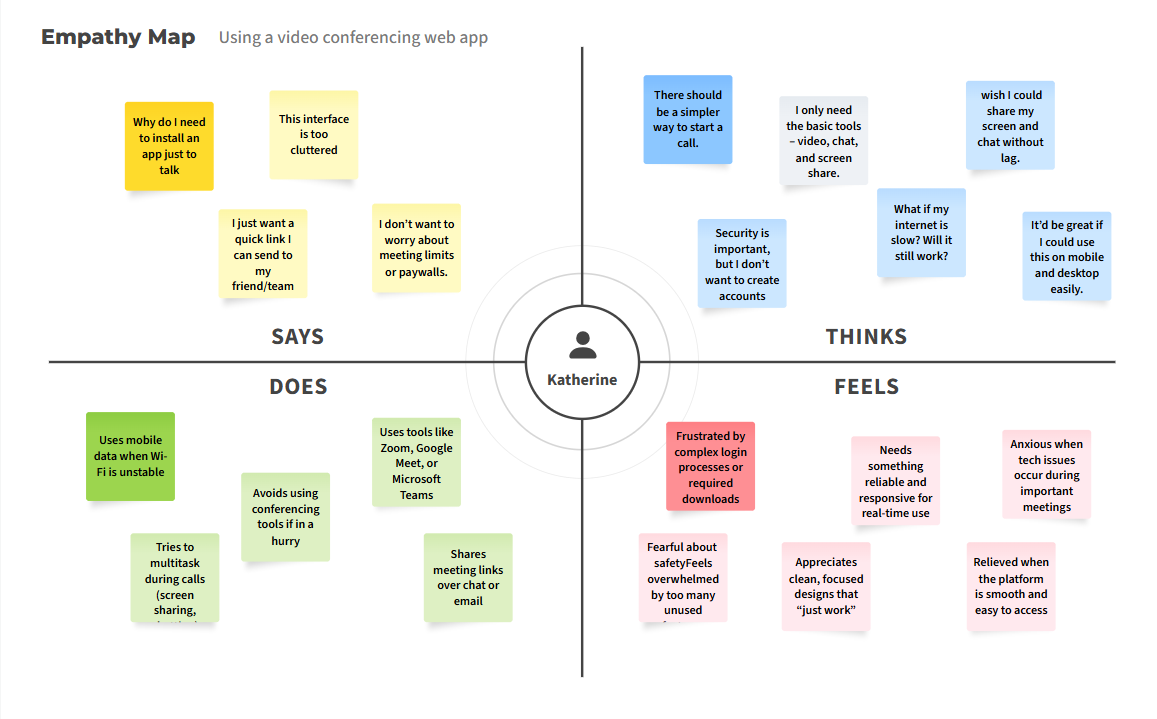 Empathy Map
Using a video conferencing web app
Why do I need
to install an
app just to
talk
This interface
is too
cluttered
I just want a
quick link I
can send to
my
friend/team
I don’t want to
worry about
meeting limits
or paywalls.
SAYS
There should
be a simpler
way to start a
call.
I only need
the basic tools
– video, chat,
and screen
share.
wish I could
share my
screen and
chat without
lag.
Security is
important,
but I don’t
want to create
accounts
What if my
internet is
slow? Will it
still work?
It’d be great if
I could use
this on mobile
and desktop
easily.
THINKS
Katherine
DOES
Uses mobile
data when Wi-
Fi is unstable
Avoids using
conferencing
tools if in a
hurry
Uses tools like
Zoom, Google
Meet, or
Microsoft
Teams
Tries to
multitask
during calls
(screen
sharing,
Shares
meeting links
over chat or
email
FEELS
Frustrated by
complex login
processes or
required
downloads
Needs
something
reliable and
responsive for
real-time use
Anxious when
tech issues
occur during
important
meetings
Fearful about
safetyFeels
overwhelmed
by too many
unused
Appreciates
clean, focused
designs that
“just work”
Relieved when
the platform
is smooth and
easy to access